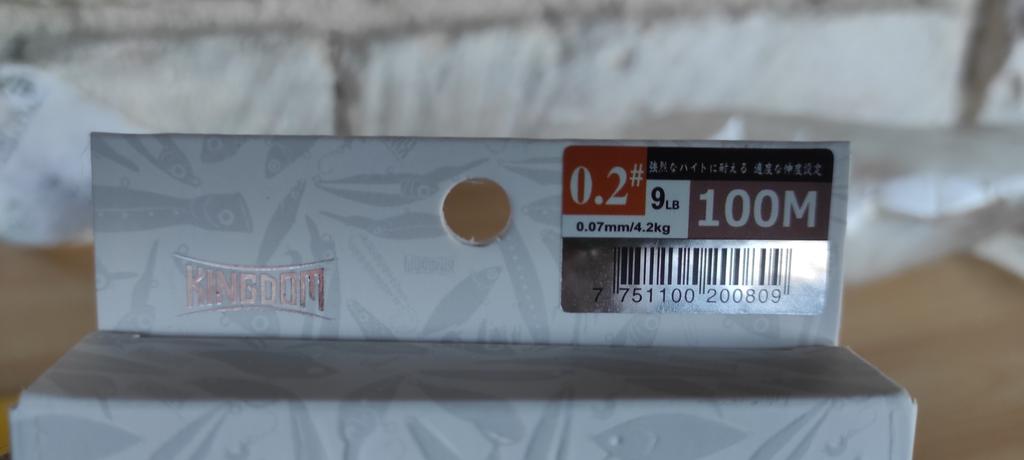 KINGDOM
0.2#
強烈なハイトに耐える 適度な伸度設定
9LB
100M
0.07mm/4.2kg
7 751100 200809